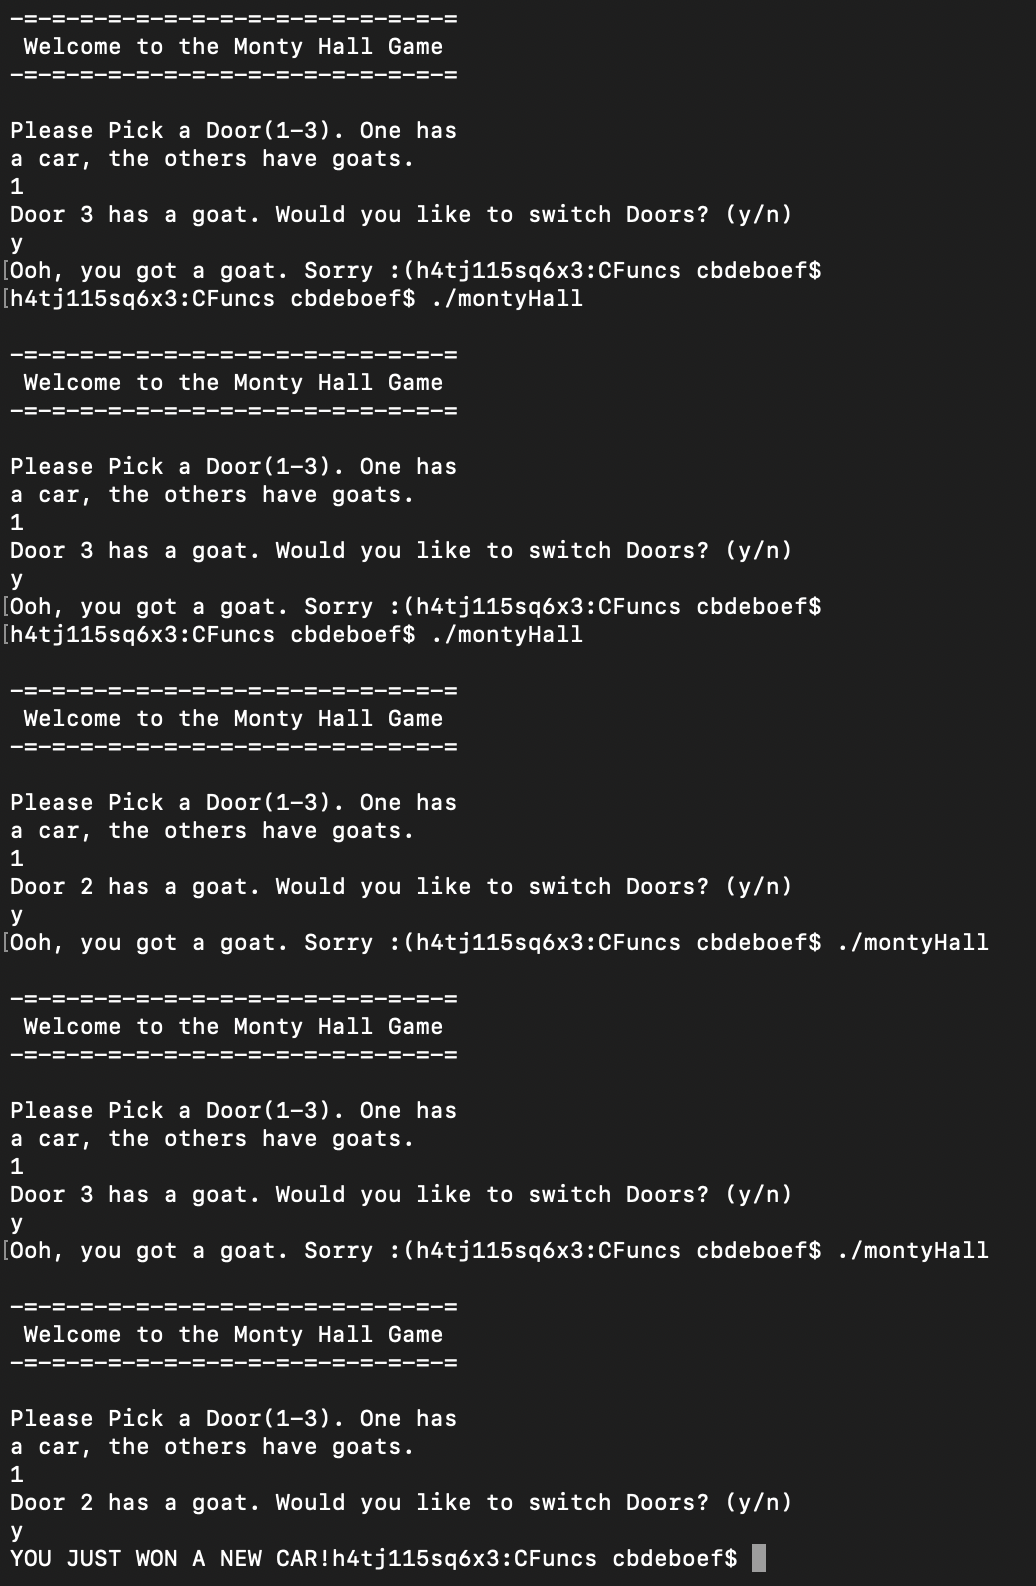 -=-=-=-=-=-=-=-=-=-=-=-=-=-=-=-=
Welcome to the Monty Hall Game
-=-=-=-=-=-=-=-=-=-=-=-=-=-=-=-=
Please Pick a Door(1-3). One has
a car, the others have goats.
1
Door 3 has a goat. Would you like to switch Doors? (y/n)
y
[Ooh, you got a goat. Sorry :(h4tj115sq6x3:CFuncs cbdeboef$
[h4tj115sq6x3:CFuncs cbdeboef$ ./montyHall
-=-=-=-=-=-=-=-=-=-=-=-=-=-=-=-=
Welcome to the Monty Hall Game
-=-=-=-=-=-=-=-=-=-=-=-=-=-=-=-=
Please Pick a Door(1-3). One has
a car, the others have goats.
1
Door 3 has a goat. Would you like to switch Doors? (y/n)
y
[Ooh, you got a goat. Sorry :(h4tj115sq6x3:CFuncs cbdeboef$
[h4tj115sq6x3:CFuncs cbdeboef$ ./montyHall
-=-=-=-=-=-=-=-=-=-=-=-=-=-=-=-=
Welcome to the Monty Hall Game
-=-=-=-=-=-=-=-=-=-=-=-=-=-=-=-=
Please Pick a Door(1-3). One has
a car, the others have goats.
1
Door 2 has a goat. Would you like to switch Doors? (y/n)
y
[Ooh, you got a goat. Sorry :(h4tj115sq6x3:CFuncs cbdeboef$ ./montyHall
-=-=-=-=-=-=-=-=-=-=-=-=-=-=-=-=
Welcome to the Monty Hall Game
-=-=-=-=-=-=-=-=-=-=-=-=-=-=-=-=
Please Pick a Door(1-3). One has
a car, the others have goats.
1
Door 3 has a goat. Would you like to switch Doors? (y/n)
y
[Ooh, you got a goat. Sorry :(h4tj115sq6x3:CFuncs cbdeboef$ ./montyHall
-=-=-=-=-=-=-=-=-=-=-=-=-=-=-=-=
Welcome to the Monty Hall Game
-=-=-=-=-=-=-=-=-=-=-=-=-=-=-=-=
Please Pick a Door(1-3). One has
a car, the others have goats.
1
Door 2 has a goat. Would you like to switch Doors? (y/n)
y
YOU JUST WON A NEW CAR!h4tj115sq6x3:CFuncs cbdeboef$